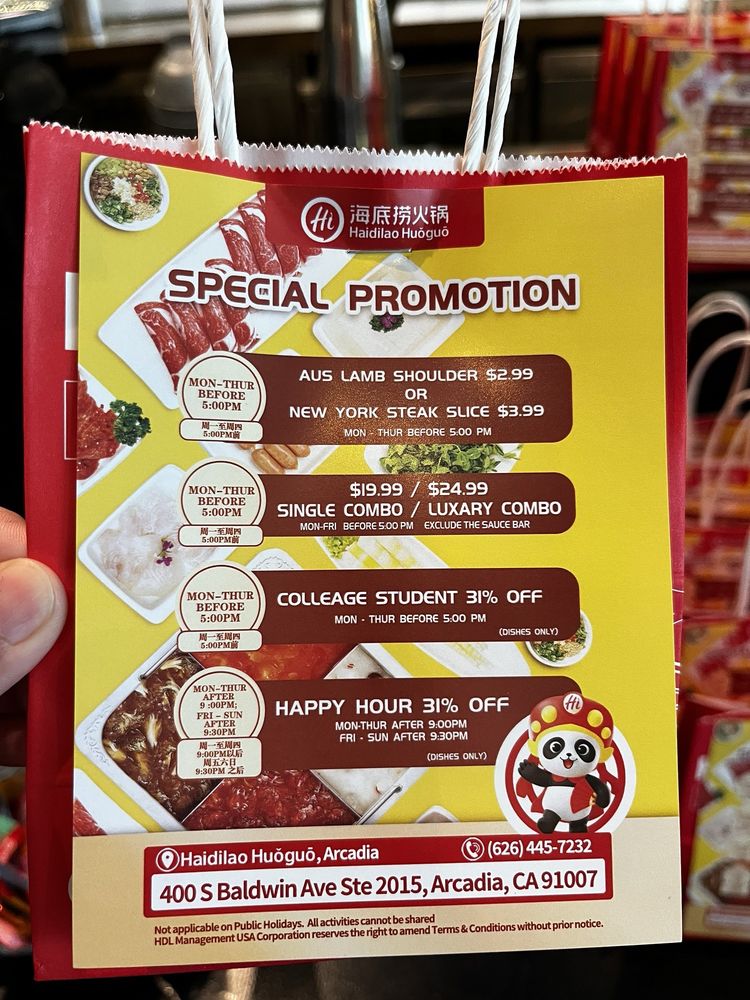 Hi 海底捞火锅
Haidilao Huǒguō
SPECIAL PROMOTION
MON-THUR
BEFORE
5:00PM
周一至周四
5:00PM前
AUS LAMB SHOULDER $2.99
OR
NEW YORK STEAK SLICE $3.99
MON - THUR BEFORE 5:00 PM
MON-THUR
BEFORE
5:00PM
周一至周四
5:00PM前
$19.99 / $24.99
SINGLE COMBO / LUXARY COMBO
MON-FRI BEFORE 5:00 PM EXCLUDE THE SAUCE BAR
MON-THUR
BEFORE
5:00PM
周一至周四
5:00PM前
COLLEAGE STUDENT 31% OFF
MON - THUR BEFORE 5:00 PM
(DISHES ONLY)
MON-THUR
AFTER
9:00PM;
FRI - SUN
AFTER
9:30PM
周一至周四
9:00PM以后
周五六日
9:30PM 之后
HAPPY HOUR 31% OFF
MON-THUR AFTER 9:00PM
FRI - SUN AFTER 9:30PM
(DISHES ONLY)
Hi
Haidilao Huǒguō, Arcadia (626) 445-7232
400 S Baldwin Ave Ste 2015, Arcadia, CA 91007
Not applicable on Public Holidays. All activities cannot be shared
HDL Management USA Corporation reserves the right to amend Terms & Conditions without prior notice.